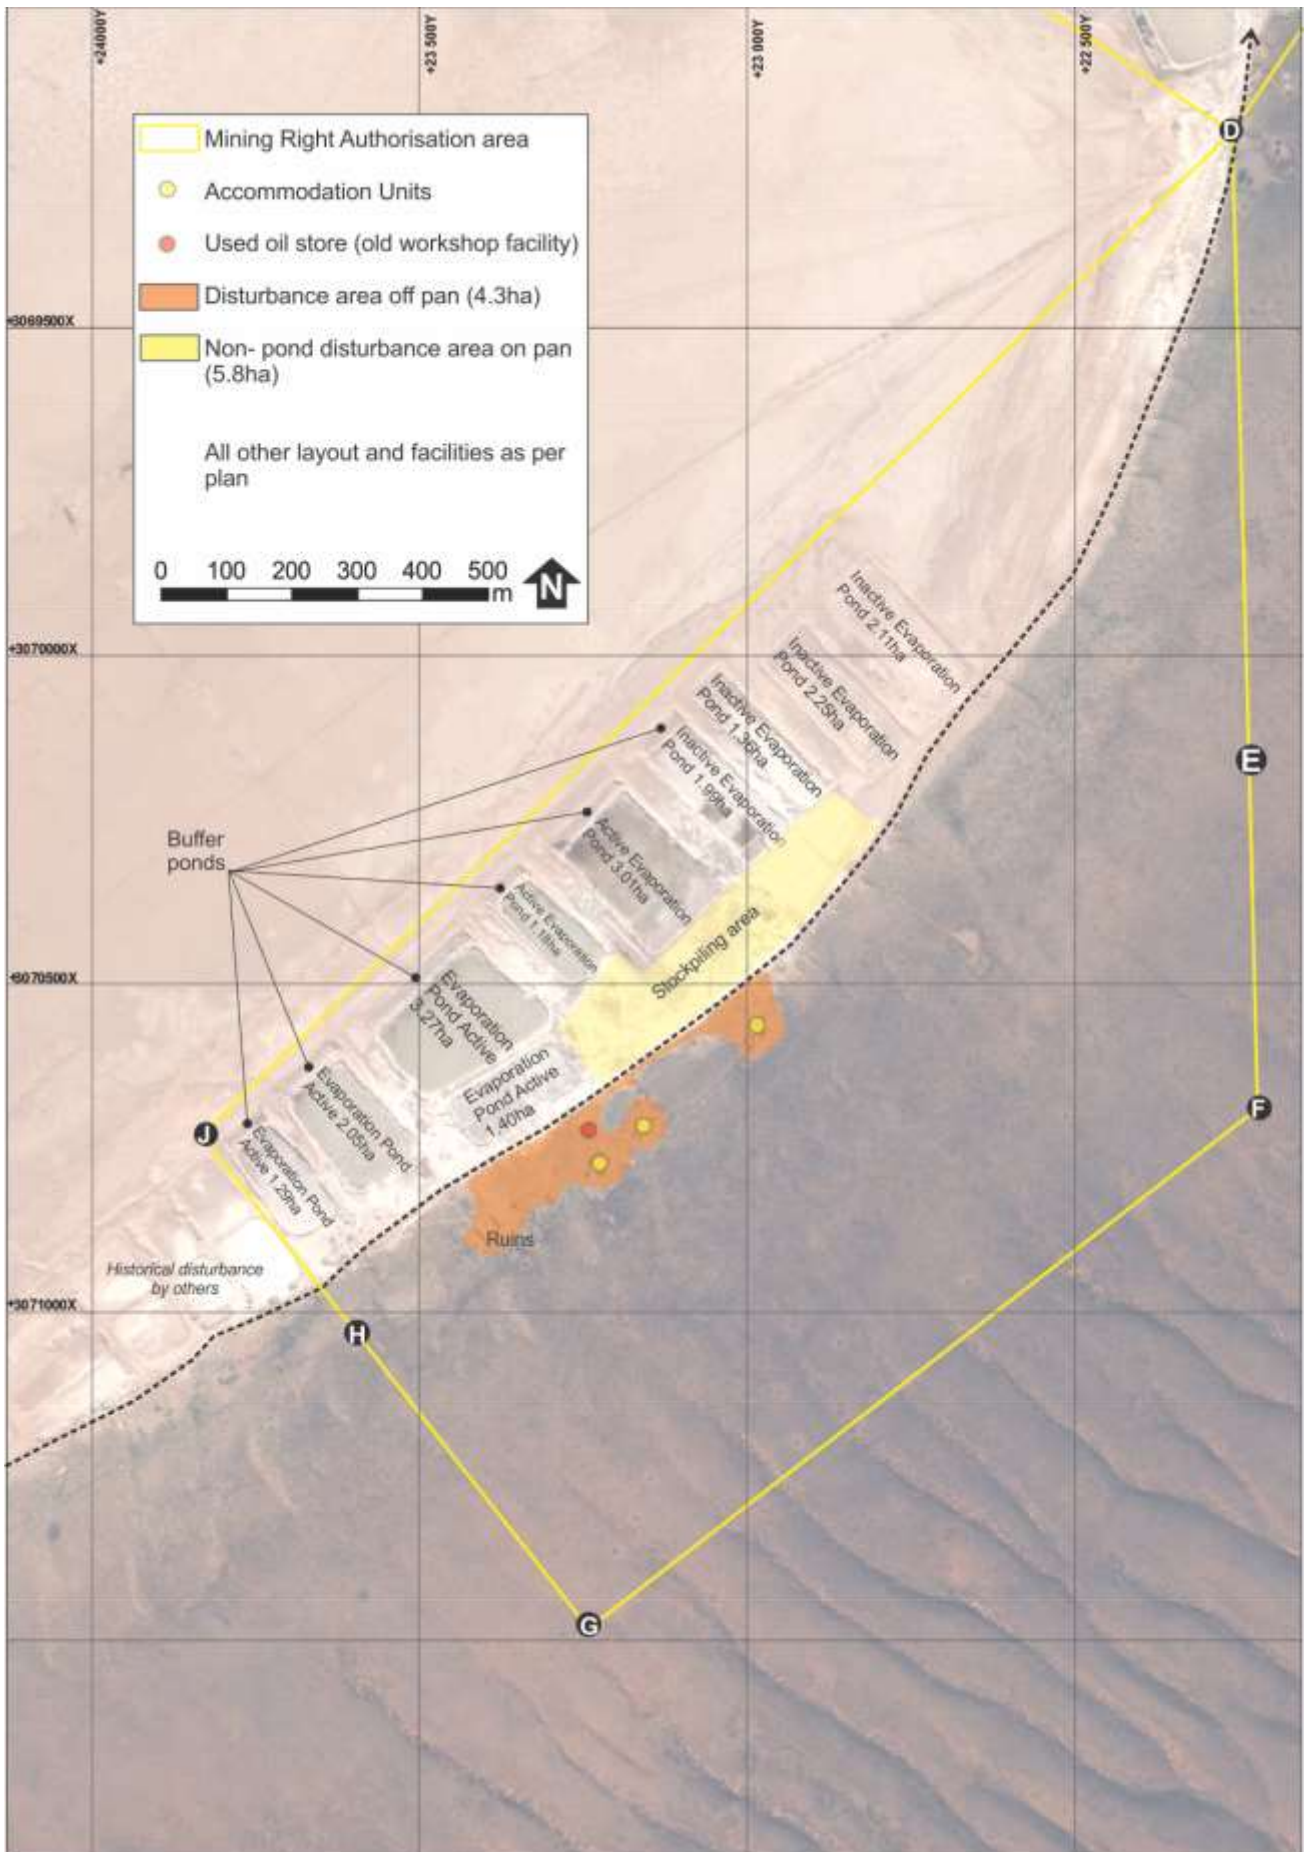 +24000Y
+23 500Y
+23 000Y
+22 500Y
Mining Right Authorisation area
Accommodation Units
Used oil store (old workshop facility)
Disturbance area off pan (4.3ha)
Non- pond disturbance area on pan
(5.8ha)
All other layout and facilities as per
plan
0 100 200 300 400 500
m
N
D
+3069500X
Inactive Evaporation
Pond 2.11ha
+3070000X
Inactive Evaporation
Pond 2.25ha
Inactive Evaporation
Pond 1.36ha
Inactive Evaporation
Pond 1.99ha
E
Buffer
ponds
Active Evaporation
Pond 3.01ha
Active Evaporation
Pond 1.18ha
Stockpiling area
+3070500X
Evaporation
Pond Active
3.27ha
Evaporation
Pond Active
1.40ha
Evaporation Pond
Active 2.05ha
F
J
Evaporation Pond
Active 1.29ha
Ruins
Historical disturbance
by others
+3071000X
H
G